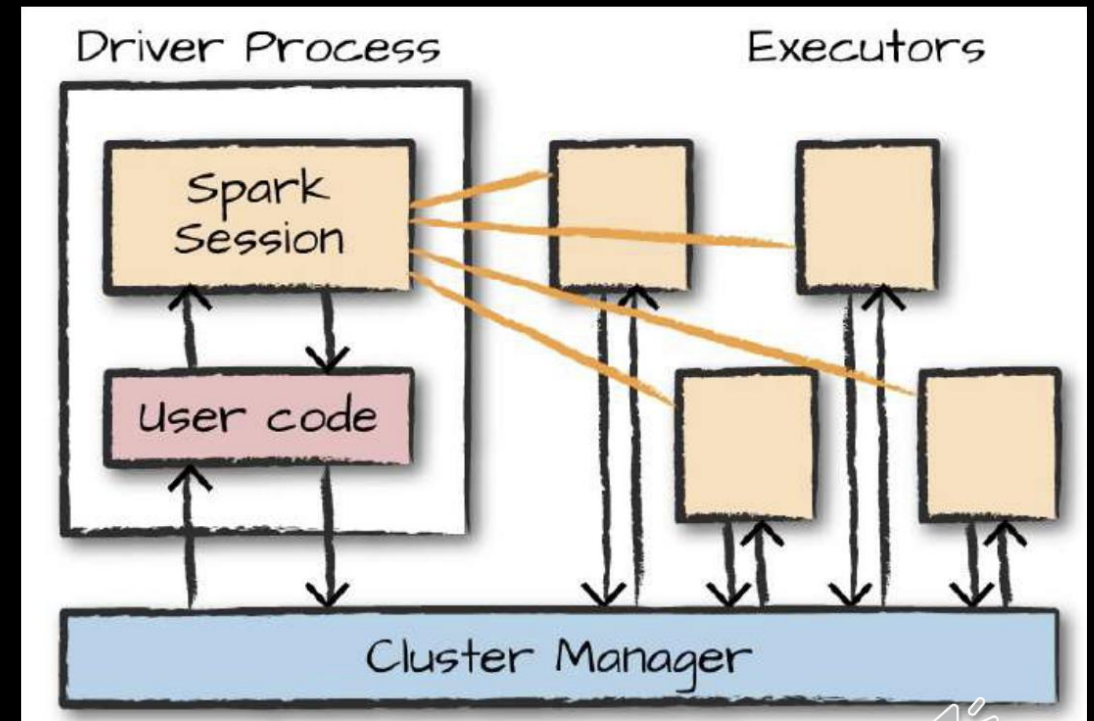 Driver Process
Executors
Spark
Session
User code
Cluster Manager